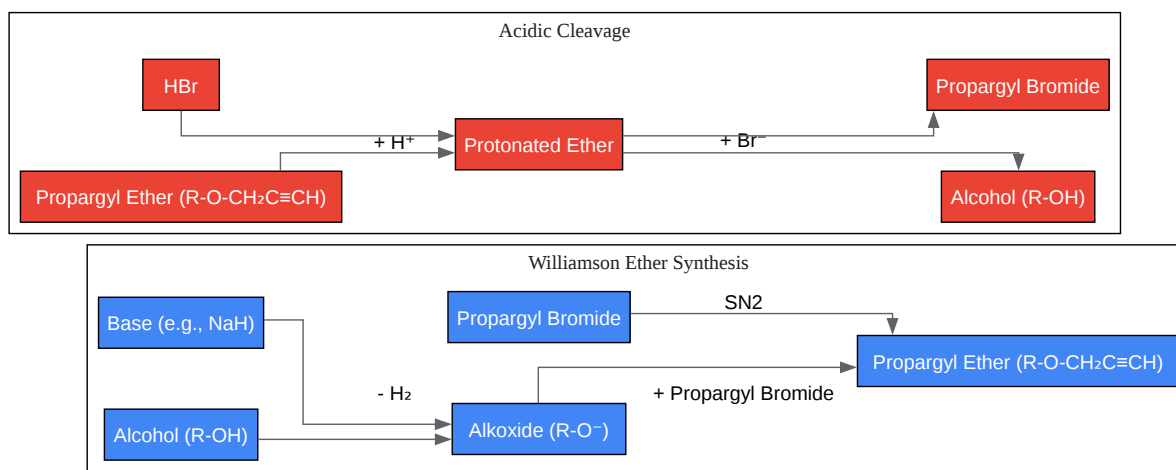 Acidic Cleavage
HBr
Propargyl Bromide
+ H⁺
Protonated Ether
+ Br⁻
Propargyl Ether (R-O-CH₂C≡CH)
Alcohol (R-OH)
Williamson Ether Synthesis
Base (e.g., NaH)
Propargyl Bromide
SN2
Propargyl Ether (R-O-CH₂C≡CH)
- H₂
+ Propargyl Bromide
Alcohol (R-OH)
Alkoxide (R-O⁻)